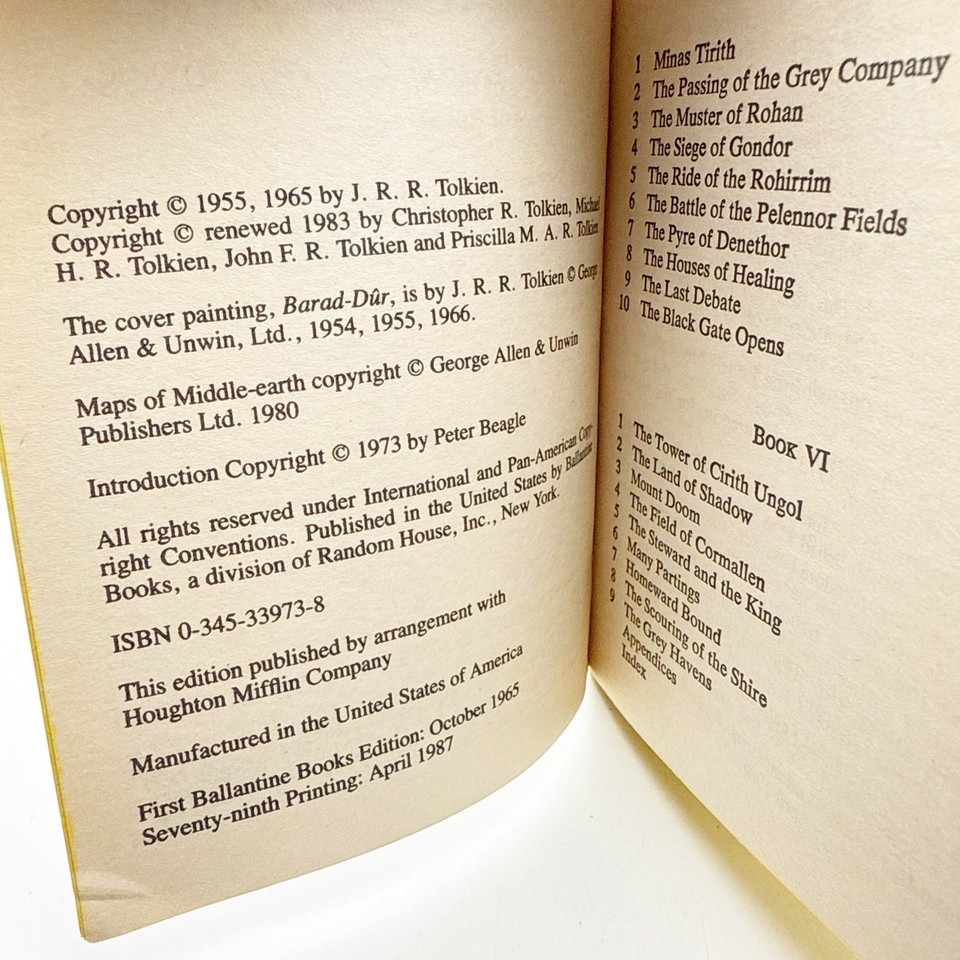 Copyright © 1955, 1965 by J. R. R. Tolkien.
Copyright © renewed 1983 by Christopher R. Tolkien, Michael
H. R. Tolkien, John F. R. Tolkien and Priscilla M. A. R. Tolkien
The cover painting, Barad-Dûr, is by J. R. R. Tolkien © George
Allen & Unwin, Ltd., 1954, 1955, 1966.
Maps of Middle-earth copyright © George Allen & Unwin
Publishers Ltd. 1980
Introduction Copyright © 1973 by Peter Beagle
All rights reserved under International and Pan-American Copy-
right Conventions. Published in the United States by Ballantine
Books, a division of Random House, Inc., New York.
ISBN 0-345-33973-8
This edition published by arrangement with
Houghton Mifflin Company
Manufactured in the United States of America
First Ballantine Books Edition: October 1965
Seventy-ninth Printing: April 1987
1 Minas Tirith
2 The Passing of the Grey Company
3 The Muster of Rohan
4 The Siege of Gondor
5 The Ride of the Rohirrim
6 The Battle of the Pelennor Fields
7 The Pyre of Denethor
8 The Houses of Healing
9 The Last Debate
10 The Black Gate Opens
BOOK VI
1 The Tower of Cirith Ungol
2 The Land of Shadow
3 Mount Doom
4 The Field of Cormallen
5 The Steward and the King
6 Many Partings
7 Homeward Bound
8 The Scouring of the Shire
9 The Grey Havens
Appendices
Index